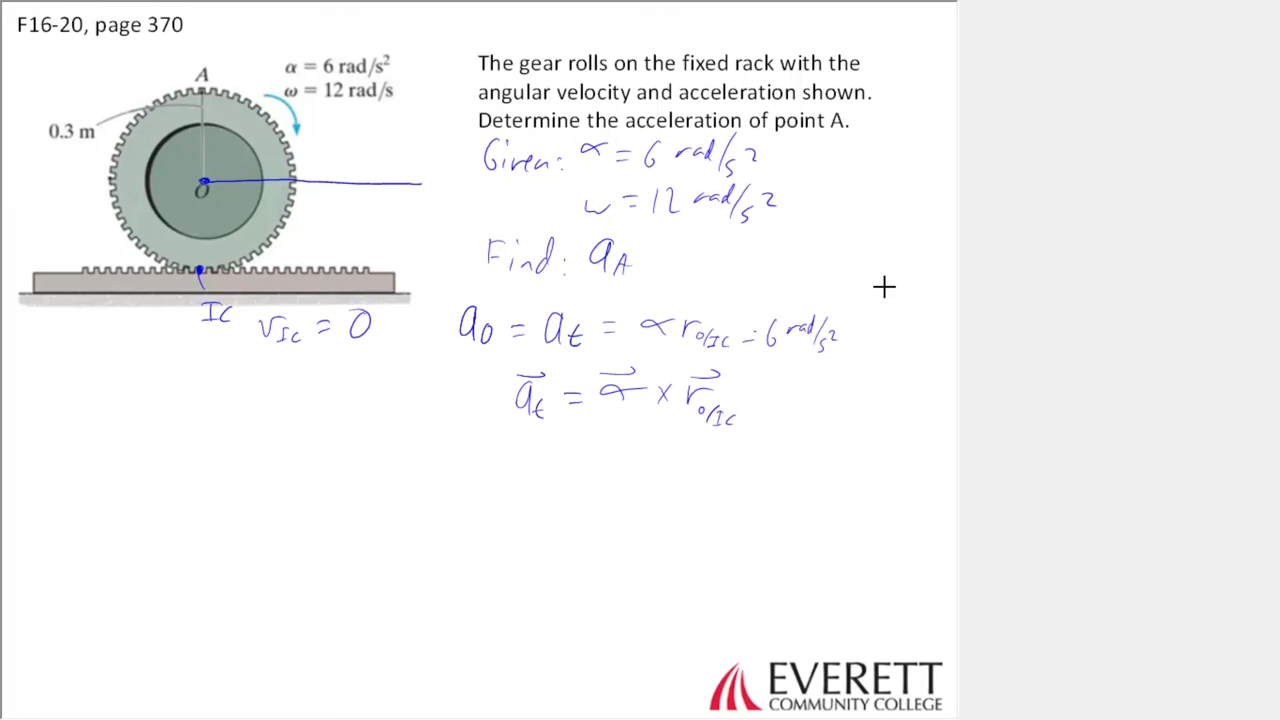 F16-20, page 370
A
α = 6 rad/s²
ω = 12 rad/s
0.3 m
O
IC
v_IC = 0
The gear rolls on the fixed rack with the
angular velocity and acceleration shown.
Determine the acceleration of point A.
Given: α = 6 rad/s²
ω = 12 rad/s²
Find: a_A
a_O = a_t = α r_O/IC = 6 rad/s²
a⃗_t = α⃗ × r⃗_O/IC
EVERETT
COMMUNITY COLLEGE